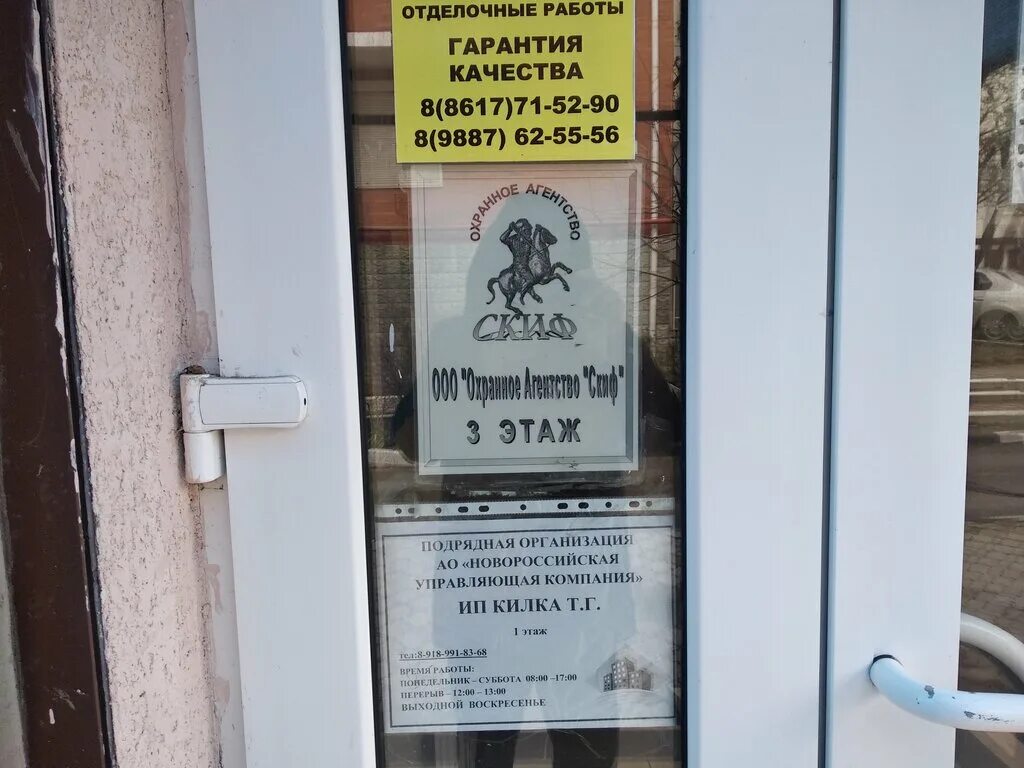 ОТДЕЛОЧНЫЕ РАБОТЫ
ГАРАНТИЯ
КАЧЕСТВА
8(8617)71-52-90
8(9887) 62-55-56
ОХРАННОЕ АГЕНТСТВО
СКИФ
ООО "Охранное Агентство "Скиф"
3 ЭТАЖ
ПОДРЯДНАЯ ОРГАНИЗАЦИЯ
АО «НОВОРОССИЙСКАЯ
УПРАВЛЯЮЩАЯ КОМПАНИЯ»
ИП КИЛКА Т.Г.
1 этаж
тел:8-918-991-83-68
ВРЕМЯ РАБОТЫ:
ПОНЕДЕЛЬНИК – СУББОТА 08:00 –17:00
ПЕРЕРЫВ – 12:00 – 13:00
ВЫХОДНОЙ ВОСКРЕСЕНЬЕ